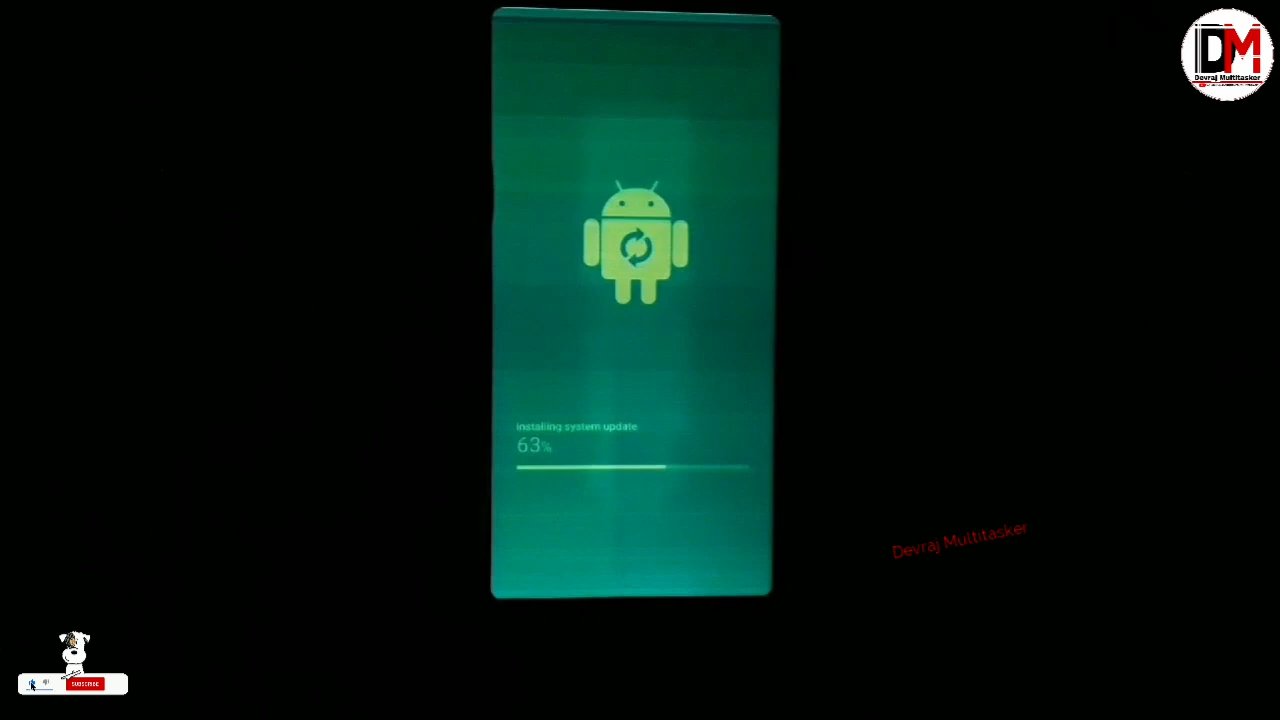 DM
Devraj Multitasker
Installing system update
63%
Devraj Multitasker
SUBSCRIBE